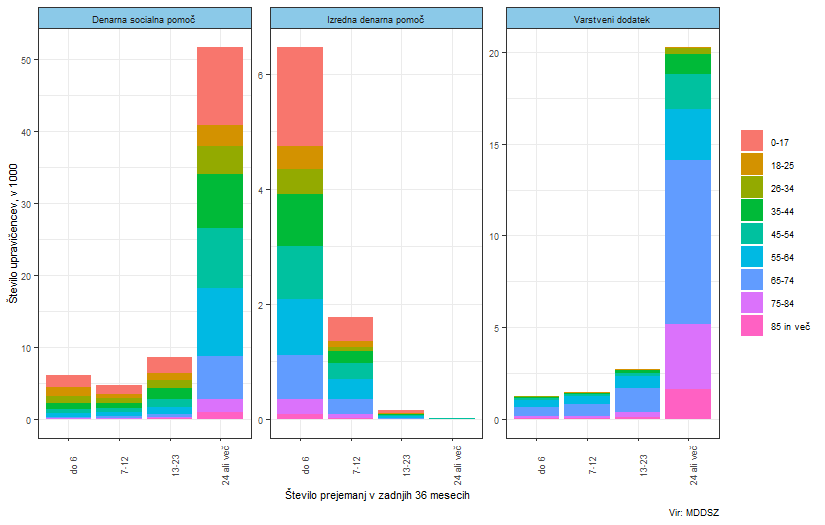 Denarna socialna pomoč
Izredna denarna pomoč
Varstveni dodatek
Število upravičencev, v 1000
50
40
30
20
10
0
6
4
2
0
20
15
10
5
0
do 6
7-12
13-23
24 ali več
do 6
7-12
13-23
24 ali več
do 6
7-12
13-23
24 ali več
Število prejemanj v zadnjih 36 mesecih
0-17
18-25
26-34
35-44
45-54
55-64
65-74
75-84
85 in več
Vir: MDDSZ